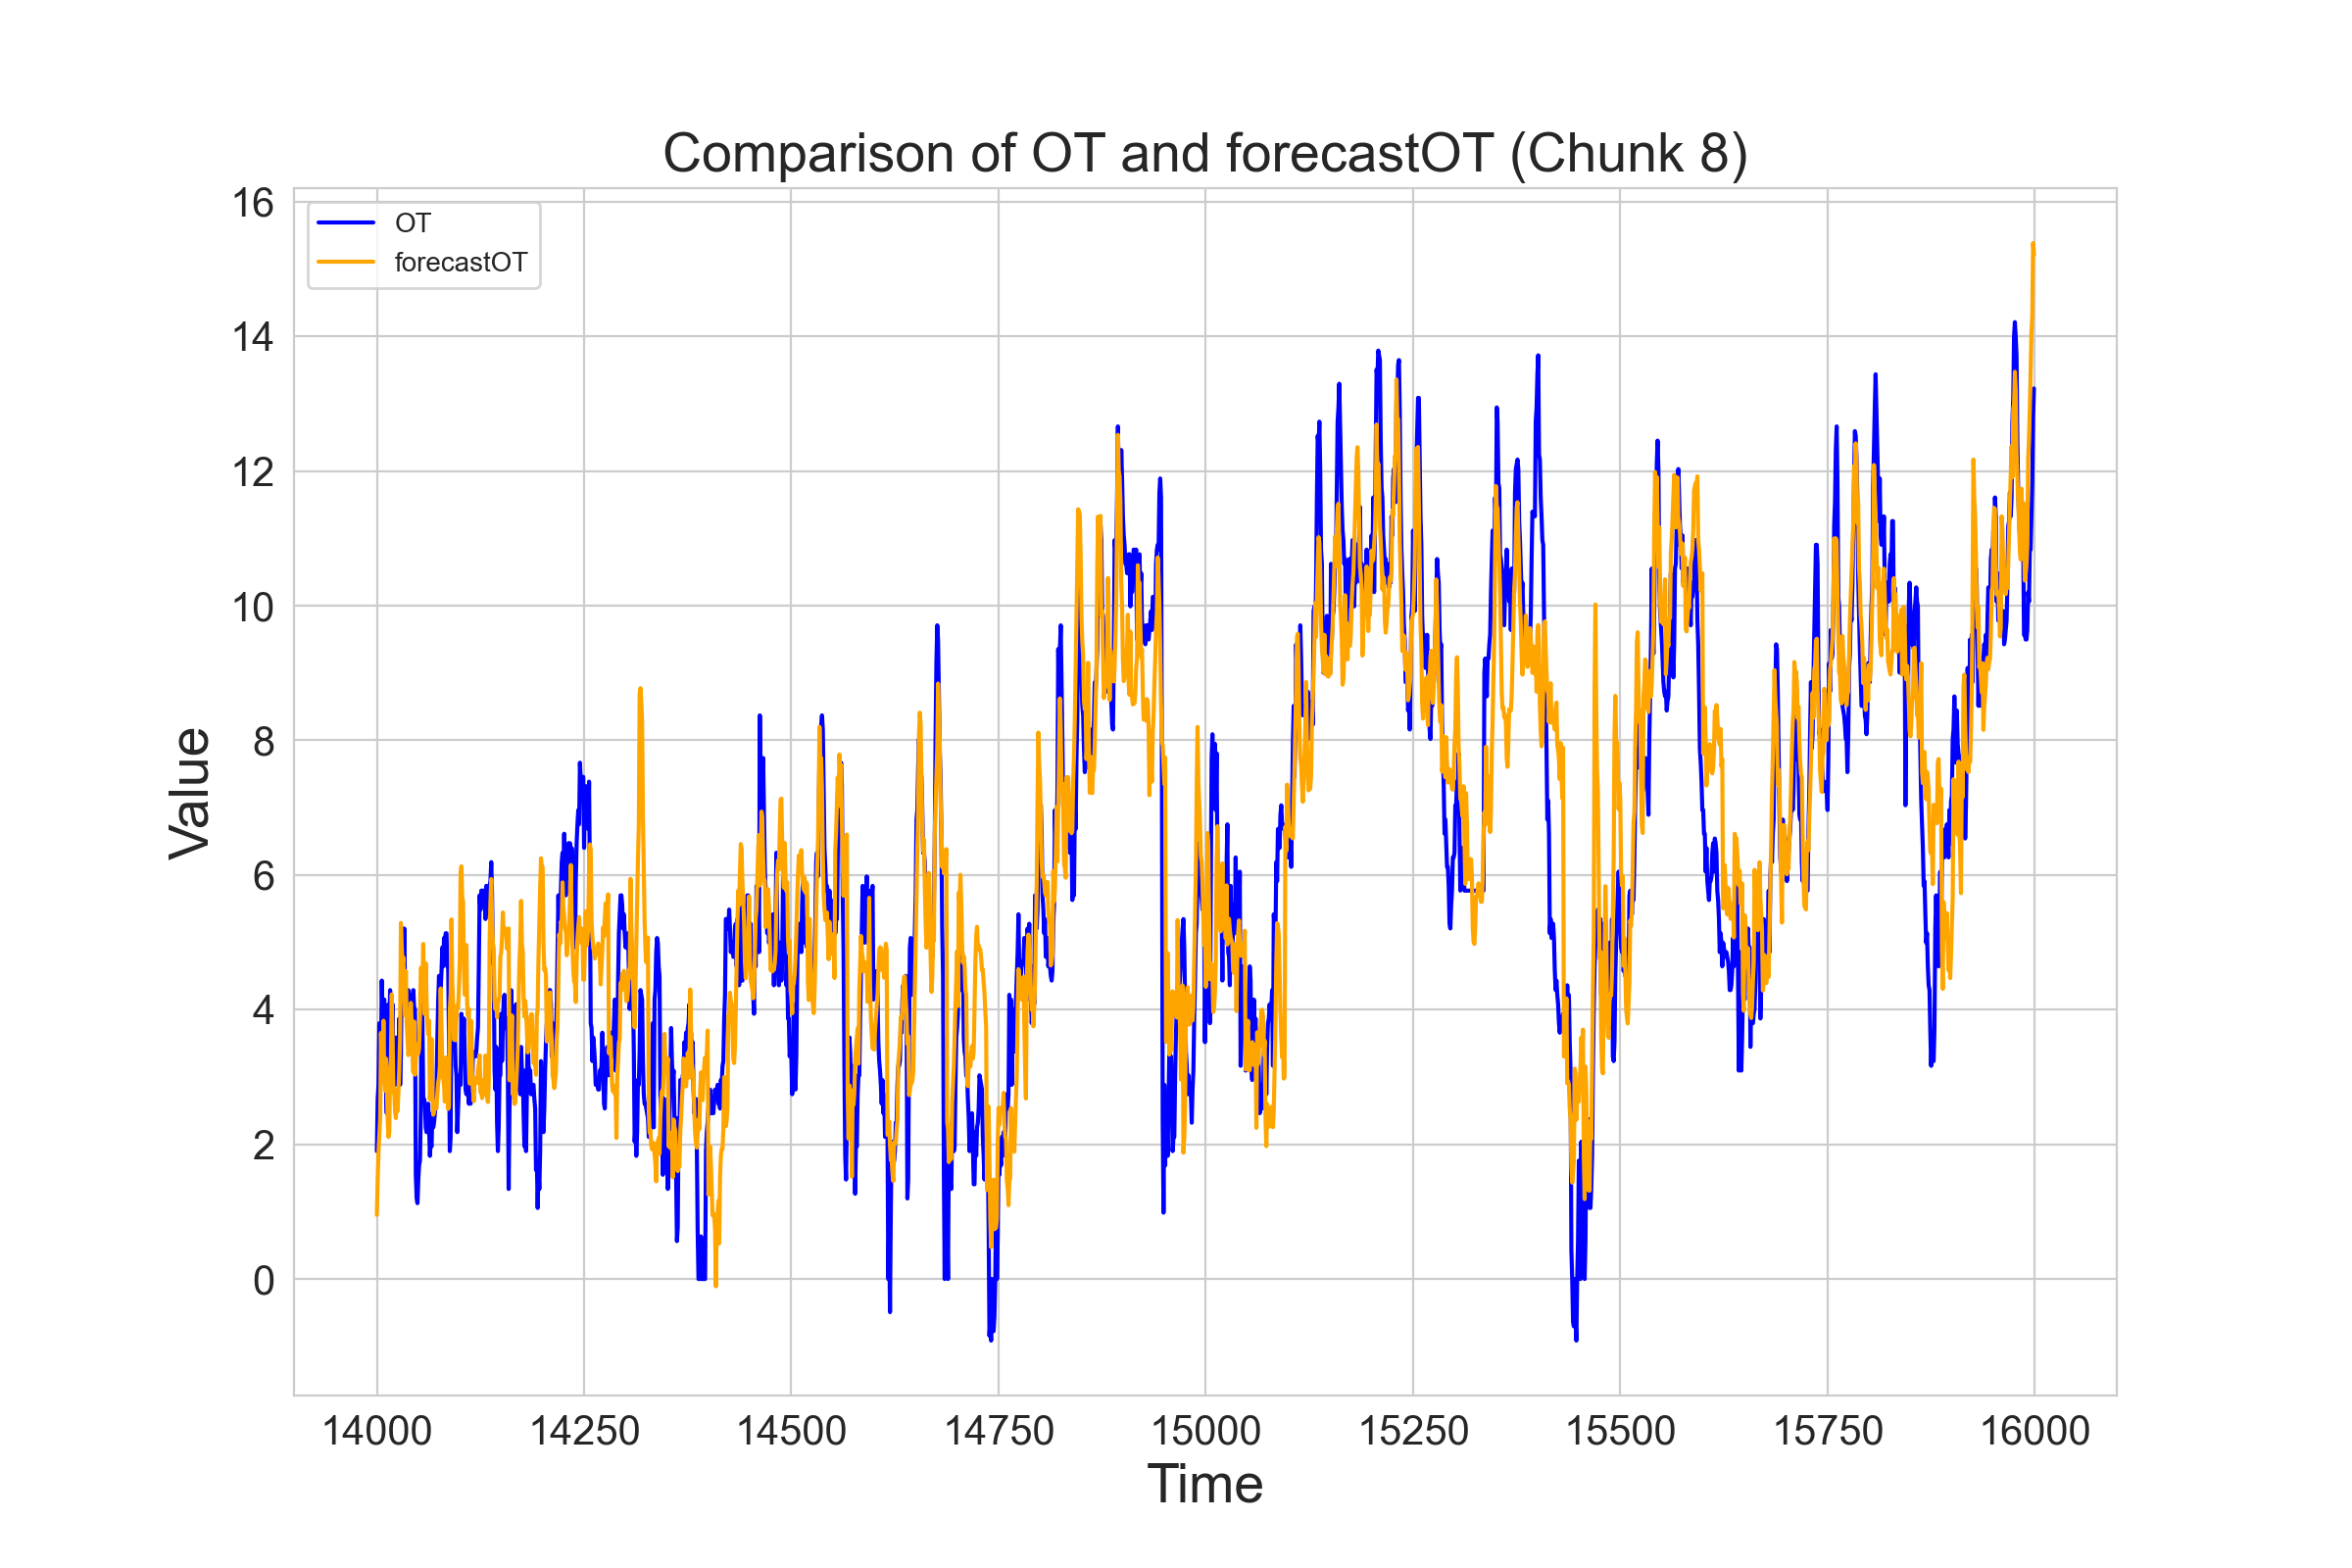 Comparison of OT and forecastOT (Chunk 8)
OT
forecastOT
16
14
12
10
8
6
4
2
0
Value
14000 14250 14500 14750 15000 15250 15500 15750 16000
Time